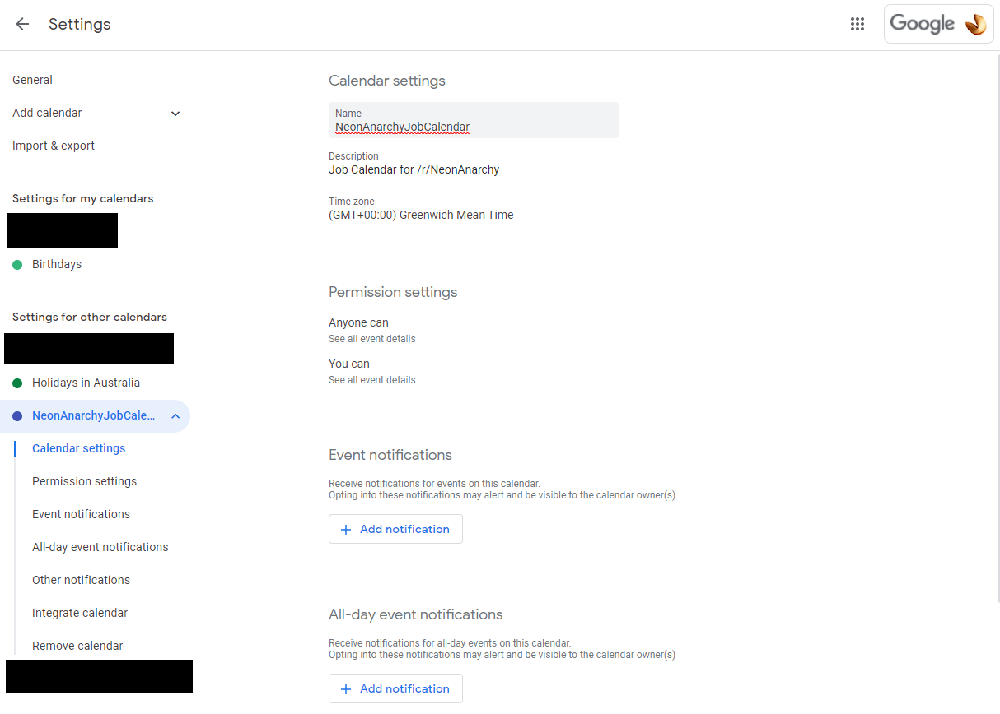 Settings
Google
General
Add calendar
Import & export
Settings for my calendars
Birthdays
Settings for other calendars
Holidays in Australia
NeonAnarchyJobCale...
Calendar settings
Permission settings
Event notifications
All-day event notifications
Other notifications
Integrate calendar
Remove calendar
Calendar settings
Name
NeonAnarchyJobCalendar
Description
Job Calendar for /r/NeonAnarchy
Time zone
(GMT+00:00) Greenwich Mean Time
Permission settings
Anyone can
See all event details
You can
See all event details
Event notifications
Receive notifications for events on this calendar.
Opting into these notifications may alert and be visible to the calendar owner(s)
Add notification
All-day event notifications
Receive notifications for all-day events on this calendar.
Opting into these notifications may alert and be visible to the calendar owner(s)
Add notification